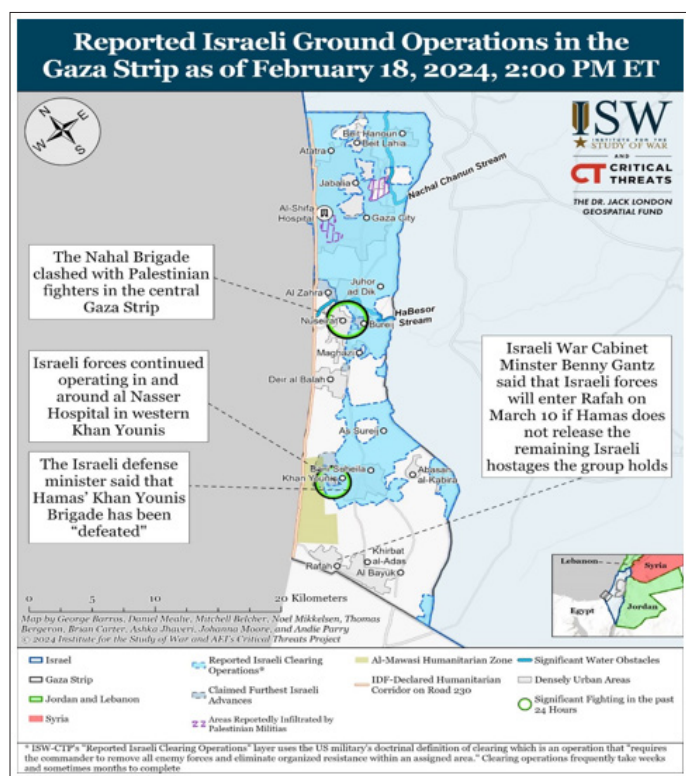 Reported Israeli Ground Operations in the
Gaza Strip as of February 18, 2024, 2:00 PM ET
N
E
W
S
ISW
INSTITUTE FOR THE
STUDY OF WAR
AND
CT CRITICAL
THREATS
THE DR. JACK LONDON
GEOSPATIAL FUND
Beit Hanoun
Beit Lahia
Atatra
Jabalia
Nachal Chanun Stream
Al-Shifa
Hospital
Gaza City
The Nahal Brigade
clashed with Palestinian
fighters in the central
Gaza Strip
Juhor
ad Dik
Al Zahra
HaBesor
Stream
Nuseirat
Bureij
Maghazi
Israeli forces continued
operating in and
around al Nasser
Hospital in western
Khan Younis
Deir al Balah
Israeli War Cabinet
Minster Benny Gantz
said that Israeli forces
will enter Rafah on
March 10 if Hamas does
not release the
remaining Israeli
hostages the group holds
As Sureij
The Israeli defense
minister said that
Hamas' Khan Younis
Brigade has been
"defeated"
Bani Suheila
Khan Younis
Abasan
al-Kabira
Khirbat
al-Adas
Rafah
Al Bayuk
Lebanon
Syria
Egypt
Jordan
0 5 10 20 Kilometers
Map by George Barros, Daniel Mealie, Mitchell Belcher, Noel Mikkelsen, Thomas
Bergeron, Brian Carter, Ashka Jhaveri, Johanna Moore, and Andie Parry
© 2024 Institute for the Study of War and AEI's Critical Threats Project
Israel
Gaza Strip
Jordan and Lebanon
Syria
Reported Israeli Clearing
Operations*
Claimed Furthest Israeli
Advances
Areas Reportedly Infiltrated by
Palestinian Militias
Al-Mawasi Humanitarian Zone
IDF-Declared Humanitarian
Corridor on Road 230
Significant Water Obstacles
Densely Urban Areas
Significant Fighting in the past
24 Hours
* ISW-CTP's "Reported Israeli Clearing Operations" layer uses the US military's doctrinal definition of clearing which is an operation that "requires
the commander to remove all enemy forces and eliminate organized resistance within an assigned area." Clearing operations frequently take weeks
and sometimes months to complete